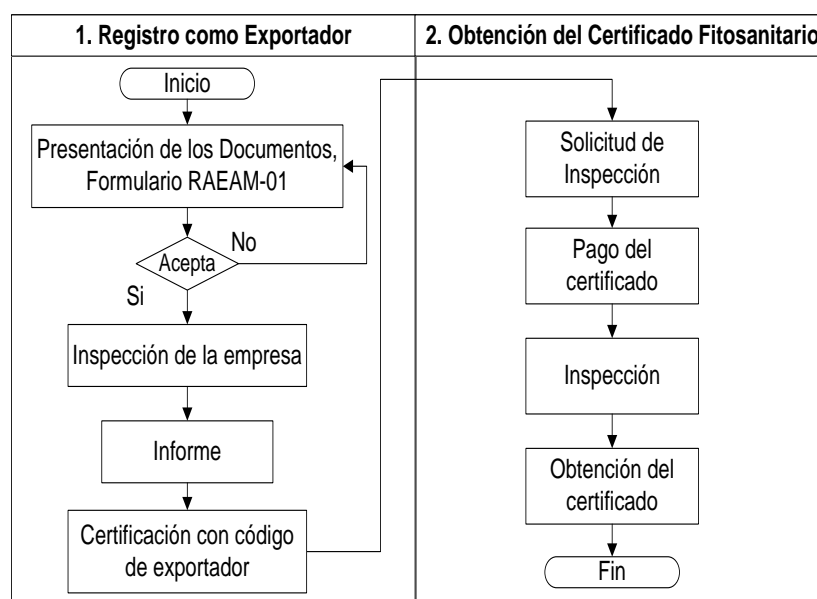 1. Registro como Exportador
Inicio
Presentación de los Documentos,
Formulario RAEAM-01
No
Acepta
Si
Inspección de la empresa
Informe
Certificación con código
de exportador
2. Obtención del Certificado Fitosanitario
Solicitud de
Inspección
Pago del
certificado
Inspección
Obtención del
certificado
Fin